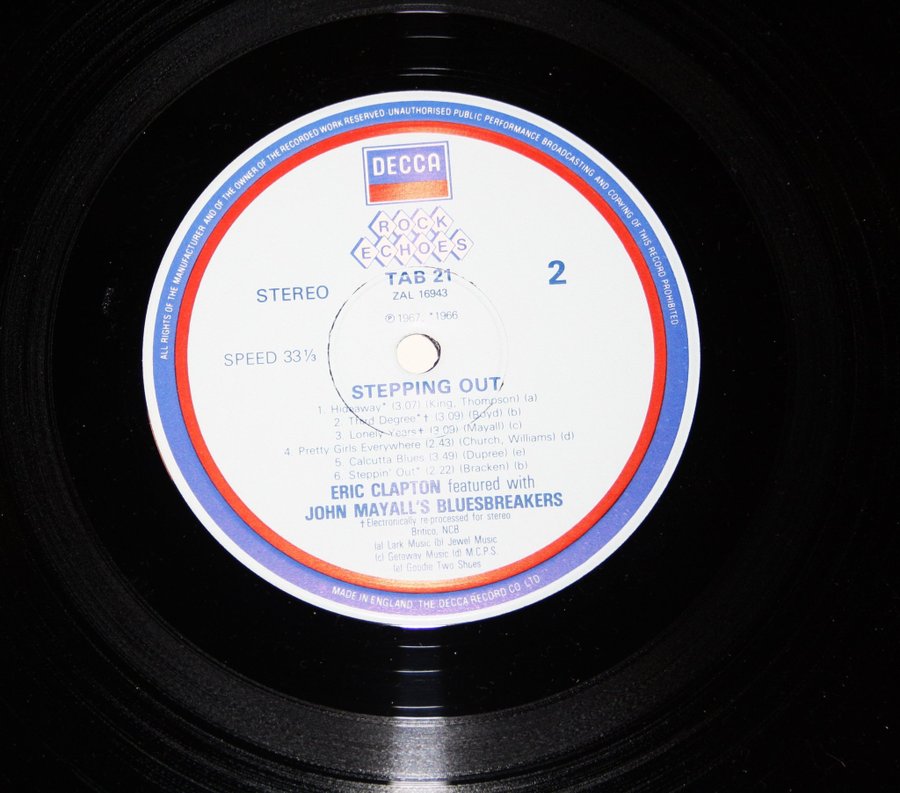 ALL RIGHTS OF THE MANUFACTURER AND OF THE OWNER OF THE RECORDED WORK RESERVED UNAUTHORISED PUBLIC PERFORMANCE BROADCASTING AND COPYING OF THIS RECORD PROHIBITED
DECCA
ROCK
ECHOES
TAB 21
ZAL 16943
2
STEREO
℗ 1967 *1966
SPEED 33⅓
STEPPING OUT
1. Hideaway* (3.07) (King, Thompson) (a)
2. Third Degree*† (3.09) (Boyd) (b)
3. Lonely Years† (3.09) (Mayall) (c)
4. Pretty Girls Everywhere (2.43) (Church, Williams) (d)
5. Calcutta Blues (3.49) (Dupree) (e)
6. Steppin' Out* (2.22) (Bracken) (b)
ERIC CLAPTON featured with
JOHN MAYALL'S BLUESBREAKERS
†Electronically re-processed for stereo
Britico, NCB
(a) Lark Music (b) Jewel Music
(c) Getaway Music (d) M.C.P.S.
(e) Goudie Two Shoes
MADE IN ENGLAND, THE DECCA RECORD CO. LTD